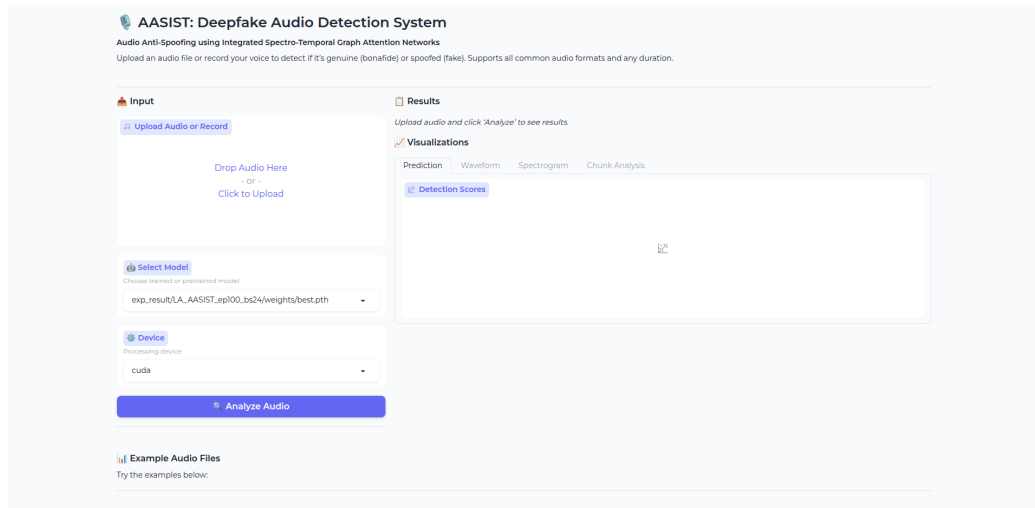 AASIST: Deepfake Audio Detection System
Audio Anti-Spoofing using Integrated Spectro-Temporal Graph Attention Networks
Upload an audio file or record your voice to detect if it's genuine (bonafide) or spoofed (fake). Supports all common audio formats and any duration.
Input
Upload Audio or Record
Drop Audio Here
- or -
Click to Upload
Select Model
Choose trained or pretrained model
exp_result/LA_AASIST_ep100_bs24/weights/best.pth
Device
Processing device
cuda
Analyze Audio
Example Audio Files
Try the examples below:
Results
Upload audio and click 'Analyze' to see results.
Visualizations
Prediction Waveform Spectrogram Chunk Analysis
Detection Scores